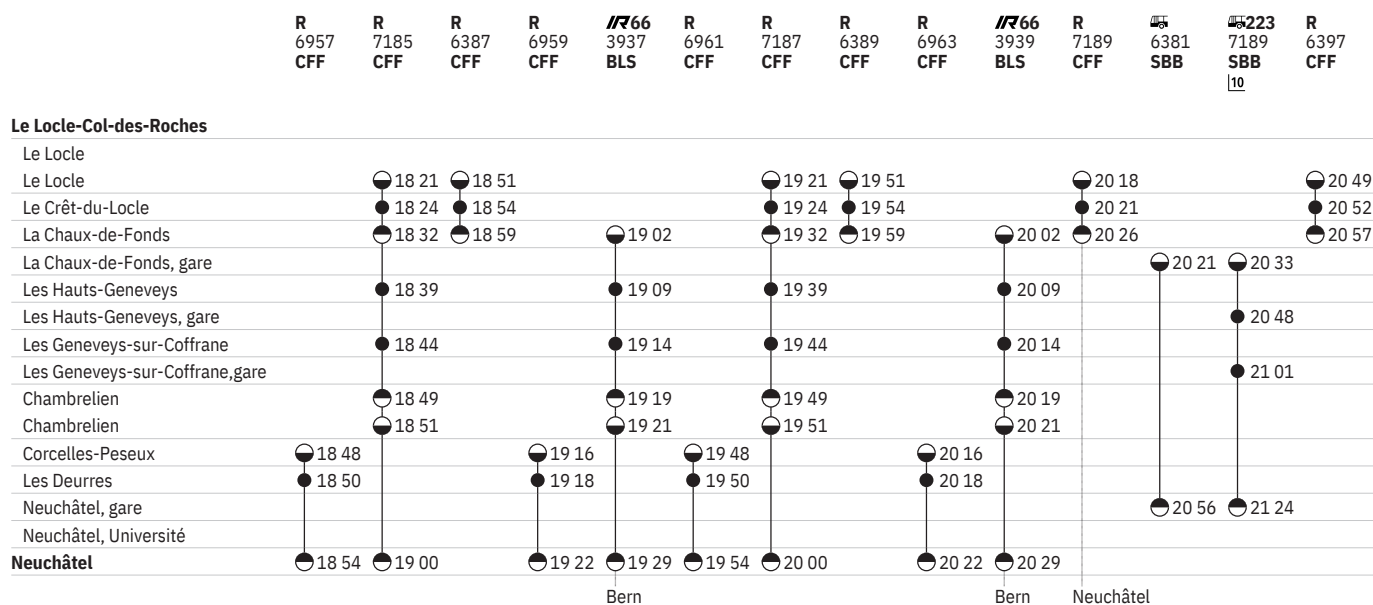 R R R R IR66 R R R R IR66 R 223 R
6957 7185 6387 6959 3937 6961 7187 6389 6963 3939 7189 6381 7189 6397
CFF CFF CFF CFF BLS CFF CFF CFF CFF BLS CFF SBB SBB CFF
10
Le Locle-Col-des-Roches
Le Locle
Le Locle 18 21 18 51 19 21 19 51 20 18 20 49
Le Crêt-du-Locle 18 24 18 54 19 24 19 54 20 21 20 52
La Chaux-de-Fonds 18 32 18 59 19 02 19 32 19 59 20 02 20 26 20 57
La Chaux-de-Fonds, gare 20 21 20 33
Les Hauts-Geneveys 18 39 19 09 19 39 20 09
Les Hauts-Geneveys, gare 20 48
Les Geneveys-sur-Coffrane 18 44 19 14 19 44 20 14
Les Geneveys-sur-Coffrane,gare 21 01
Chambrelien 18 49 19 19 19 49 20 19
Chambrelien 18 51 19 21 19 51 20 21
Corcelles-Peseux 18 48 19 16 19 48 20 16
Les Deurres 18 50 19 18 19 50 20 18
Neuchâtel, gare 20 56 21 24
Neuchâtel, Université
Neuchâtel 18 54 19 00 19 22 19 29 19 54 20 00 20 22 20 29
Bern Bern Neuchâtel